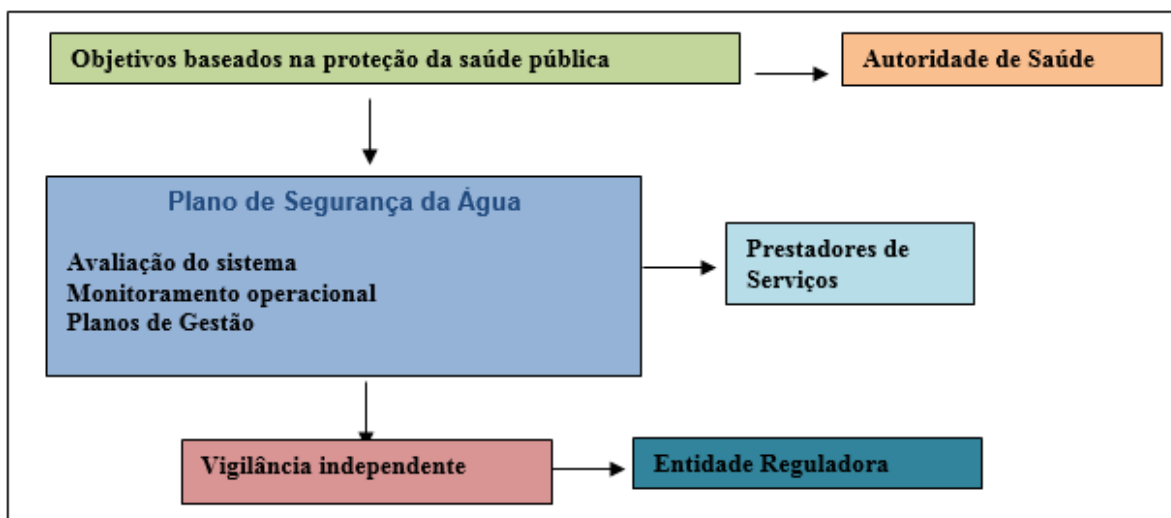 Objetivos baseados na proteção da saúde pública
Autoridade de Saúde
Plano de Segurança da Água
Avaliação do sistema
Monitoramento operacional
Planos de Gestão
Prestadores de
Serviços
Vigilância independente
Entidade Reguladora